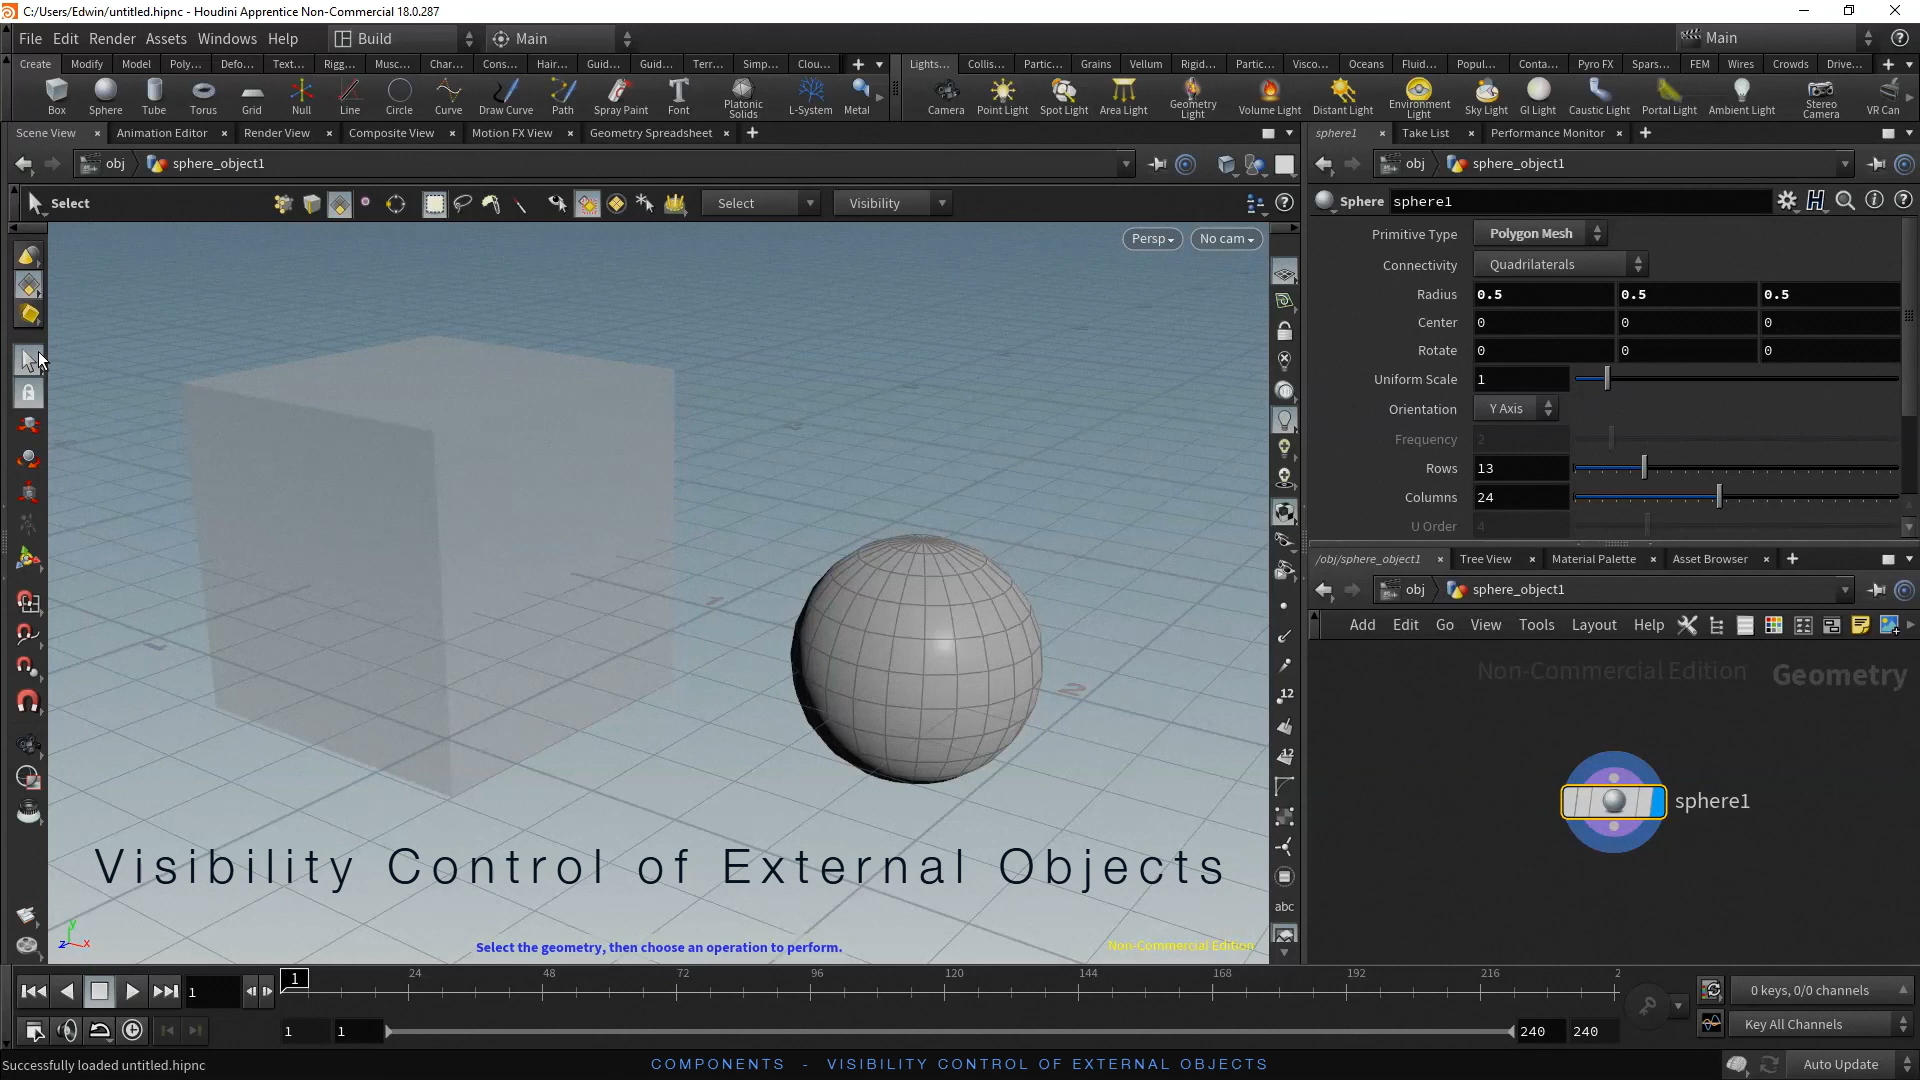 C:/Users/Edwin/untitled.hipnc - Houdini Apprentice Non-Commercial 18.0.287
File Edit Render Assets Windows Help Build Main Main
Create Modify Model Poly... Defo... Text... Rigg... Musc... Char... Cons... Hair... Guid... Guid... Terr... Simp... Clou... Lights... Collis... Partic... Grains Vellum Rigid... Partic... Visco... Oceans Fluid... Popul... Conta... Pyro FX Spars... FEM Wires Crowds Drive...
Box Sphere Tube Torus Grid Null Line Circle Curve Draw Curve Path Spray Paint Font Platonic Solids L-System Metal Camera Point Light Spot Light Area Light Geometry Light Volume Light Distant Light Environment Light Sky Light GI Light Caustic Light Portal Light Ambient Light Stereo Camera VR Can
Scene View Animation Editor Render View Composite View Motion FX View Geometry Spreadsheet sphere1 Take List Performance Monitor
obj sphere_object1 obj sphere_object1
Select Select Visibility Sphere sphere1
Persp No cam
Primitive Type Polygon Mesh
Connectivity Quadrilaterals
Radius 0.5 0.5 0.5
Center 0 0 0
Rotate 0 0 0
Uniform Scale 1
Orientation Y Axis
Frequency 2
Rows 13
Columns 24
U Order 4
/obj/sphere_object1 Tree View Material Palette Asset Browser
obj sphere_object1
Add Edit Go View Tools Layout Help
Non-Commercial Edition Geometry
1
2
12
12
abc
sphere1
Visibility Control of External Objects
y
z x
Select the geometry, then choose an operation to perform. Non-Commercial Edition
1 1 24 48 72 96 120 144 168 192 216 2
0 keys, 0/0 channels
1 1 240 240 Key All Channels
Successfully loaded untitled.hipnc COMPONENTS - VISIBILITY CONTROL OF EXTERNAL OBJECTS Auto Update